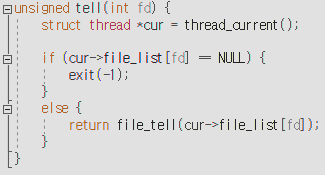 unsigned tell(int fd) {
    struct thread *cur = thread_current();

    if (cur->file_list[fd] == NULL) {
        exit(-1);
    }
    else {
        return file_tell(cur->file_list[fd]);
    }
}